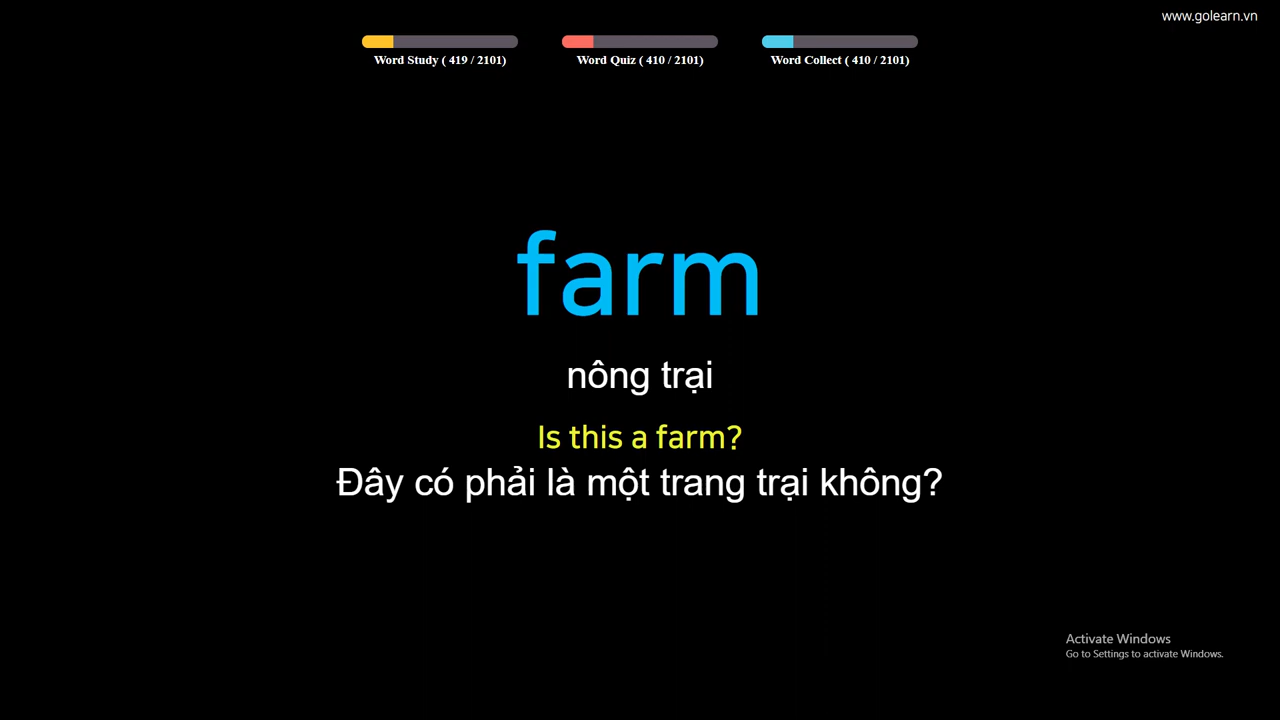 www.golearn.vn
Word Study ( 419 / 2101) Word Quiz ( 410 / 2101) Word Collect ( 410 / 2101)
farm
nông trại
Is this a farm?
Đây có phải là một trang trại không?
Activate Windows
Go to Settings to activate Windows.